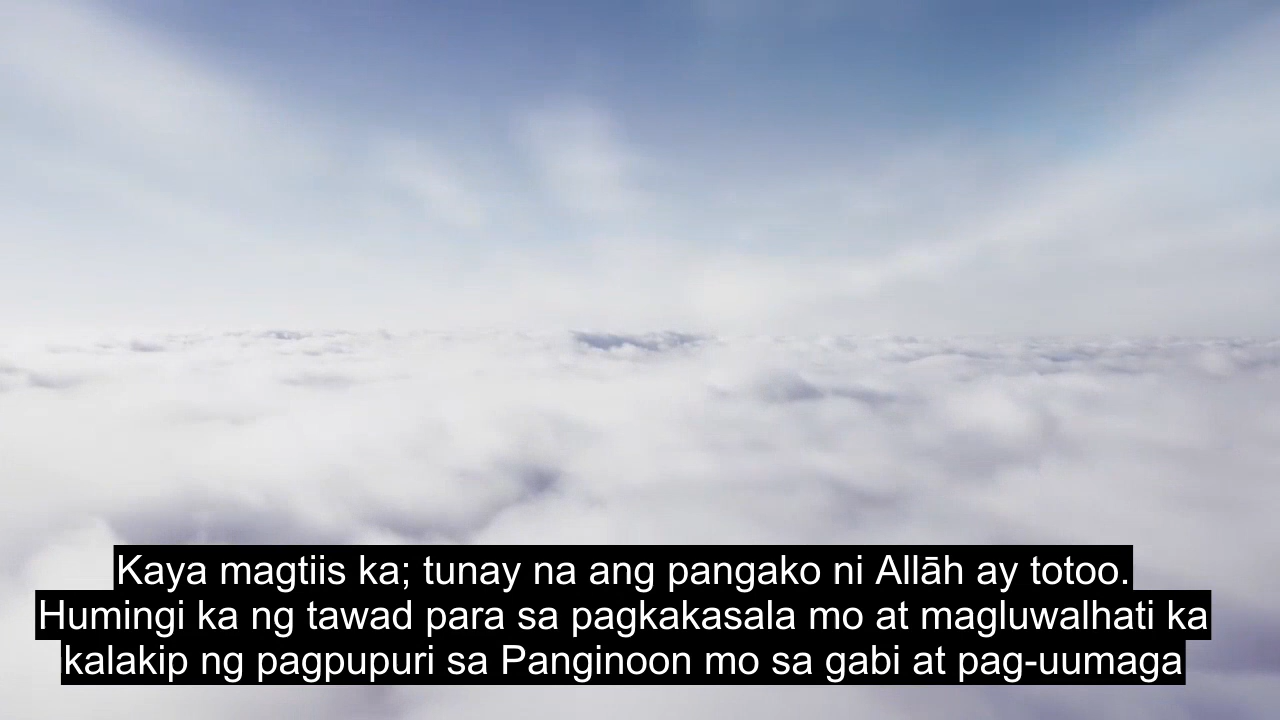 Kaya magtiis ka; tunay na ang pangako ni Allāh ay totoo.
Humingi ka ng tawad para sa pagkakasala mo at magluwalhati ka
kalakip ng pagpupuri sa Panginoon mo sa gabi at pag-uumaga